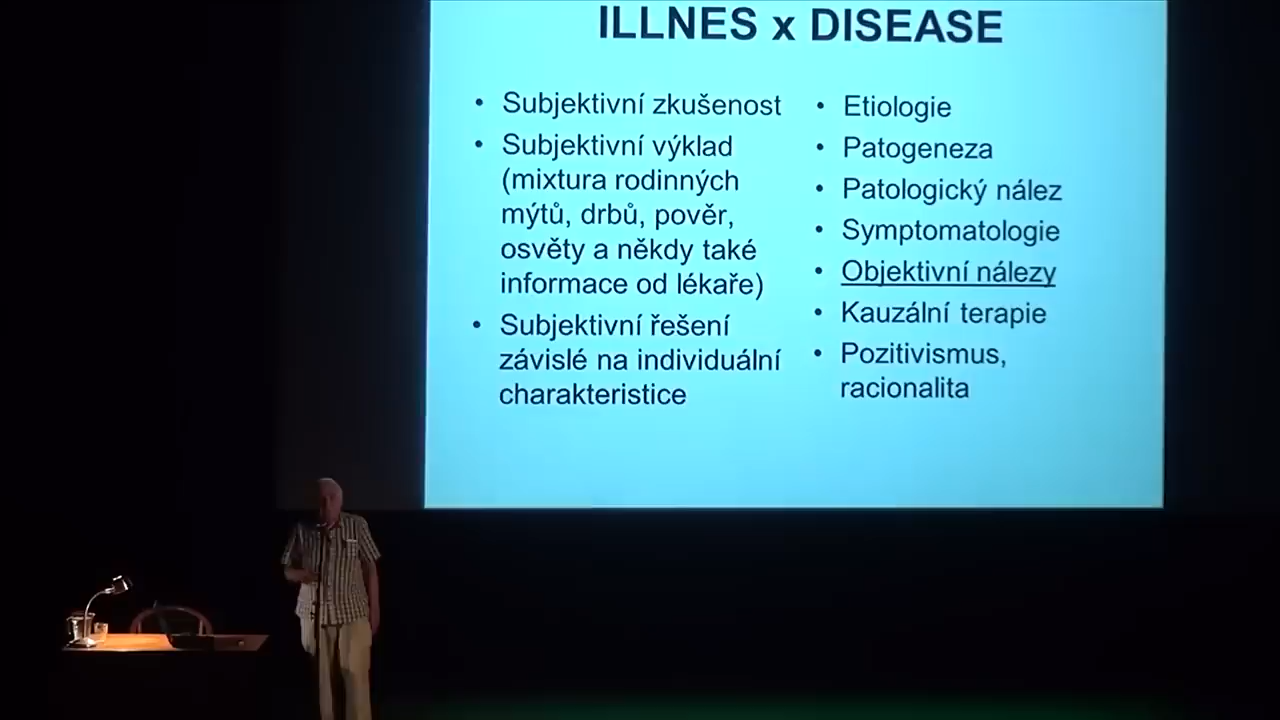 ILLNES x DISEASE
• Subjektivní zkušenost
• Subjektivní výklad
(mixtura rodinných
mýtů, drbů, pověr,
osvěty a někdy také
informace od lékaře)
• Subjektivní řešení
závislé na individuální
charakteristice
• Etiologie
• Patogeneza
• Patologický nález
• Symptomatologie
• Objektivní nálezy
• Kauzální terapie
• Pozitivismus,
racionalita